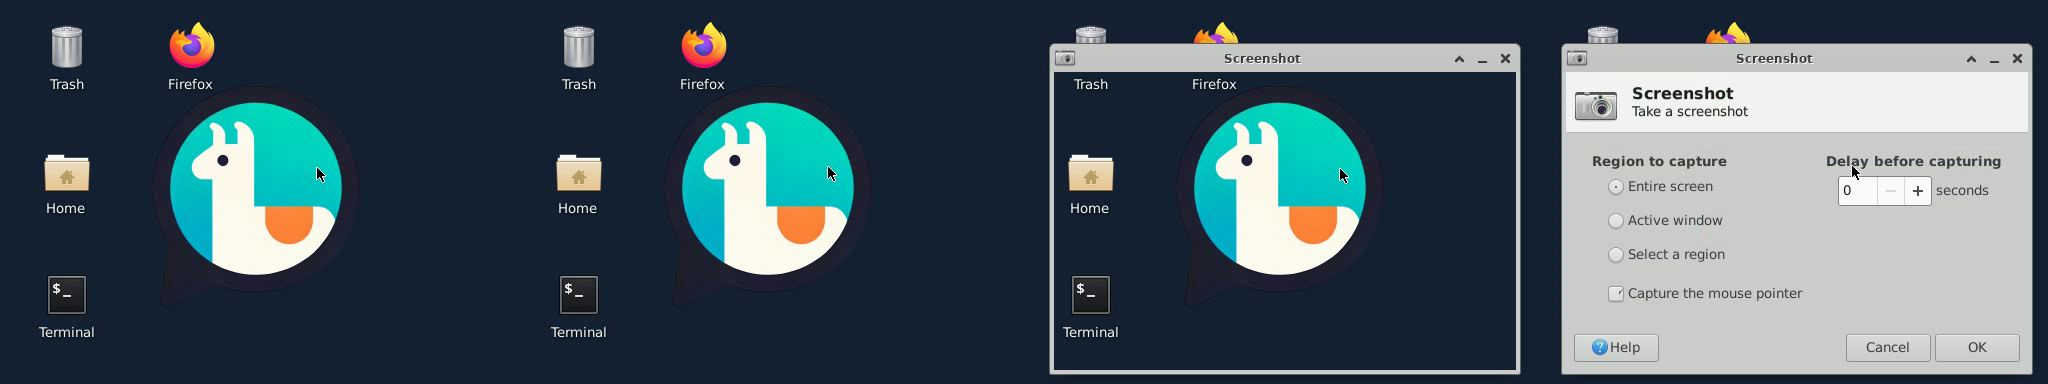 Trash
Firefox
Home
$_
Terminal
Trash
Firefox
Home
$_
Terminal
Screenshot
Trash
Firefox
Home
$_
Terminal
Screenshot
Screenshot
Take a screenshot
Region to capture
Entire screen
Active window
Select a region
Capture the mouse pointer
Delay before capturing
0 − + seconds
?Help
Cancel
OK